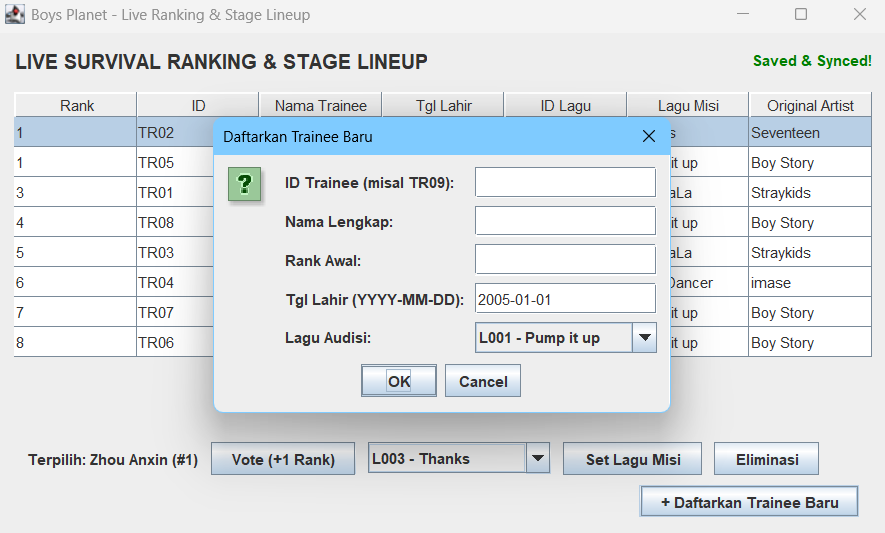 Boys Planet - Live Ranking & Stage Lineup
LIVE SURVIVAL RANKING & STAGE LINEUP
Saved & Synced!
Rank ID Nama Trainee Tgl Lahir ID Lagu Lagu Misi Original Artist
1 TR02 Seventeen
1 TR05 it up Boy Story
3 TR01 Straykids
4 TR08 it up Boy Story
5 TR03 Straykids
6 TR04 Dancer imase
7 TR07 it up Boy Story
8 TR06 it up Boy Story
Daftarkan Trainee Baru
?
ID Trainee (misal TR09):
Nama Lengkap:
Rank Awal:
Tgl Lahir (YYYY-MM-DD): 2005-01-01
Lagu Audisi: L001 - Pump it up
OK Cancel
Terpilih: Zhou Anxin (#1) Vote (+1 Rank) L003 - Thanks Set Lagu Misi Eliminasi
+ Daftarkan Trainee Baru